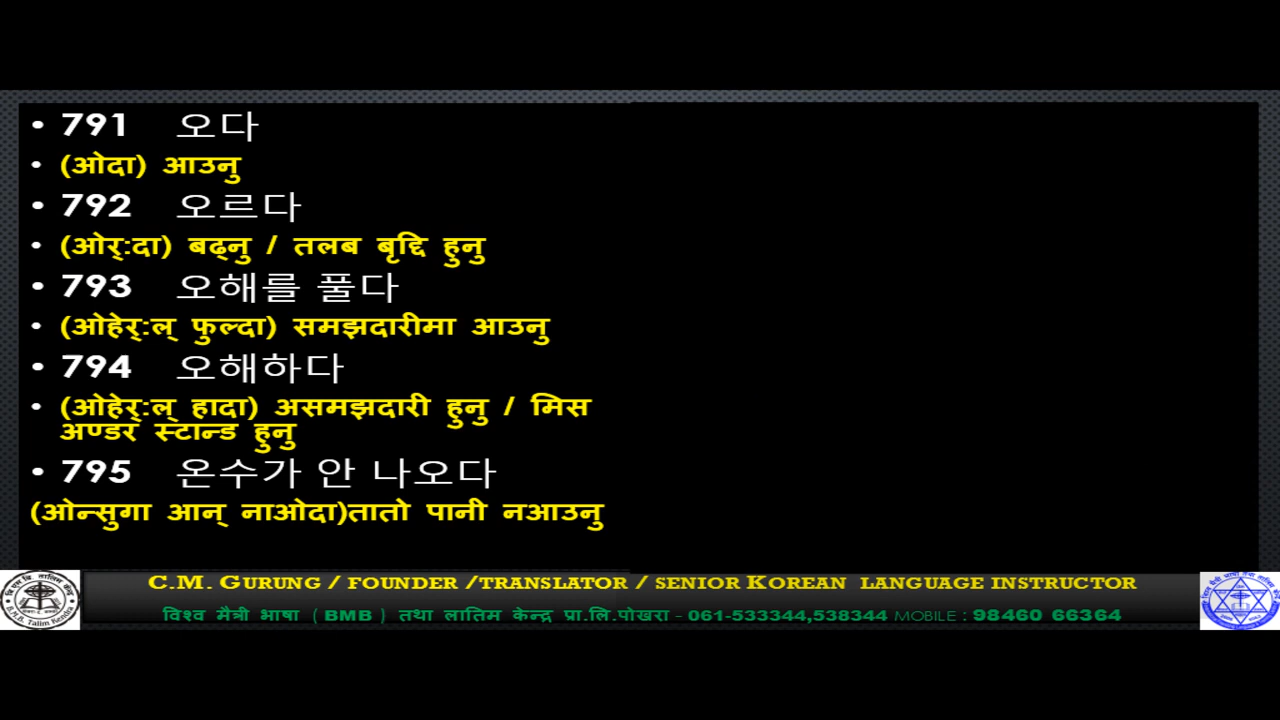 • 791 오다
• (ओदा) आउनु
• 792 오르다
• (ओर्:दा) बढ्नु / तलब बृद्दि हुनु
• 793 오해를 풀다
• (ओहेर्:ल् फुल्दा) समझदारीमा आउनु
• 794 오해하다
• (ओहेर्:ल् हादा) असमझदारी हुनु / मिस
अण्डर स्टान्ड हुनु
• 795 온수가 안 나오다
(ओन्सुगा आन् नाओदा)तातो पानी नआउनु
C.M. GURUNG / FOUNDER /TRANSLATOR / SENIOR KOREAN LANGUAGE INSTRUCTOR
विश्व मैत्री भाषा ( BMB ) तथा लातिम केन्द्र प्रा.लि.पोखरा - 061-533344,538344 MOBILE : 98460 66364
B.M.B. Talim Kendra